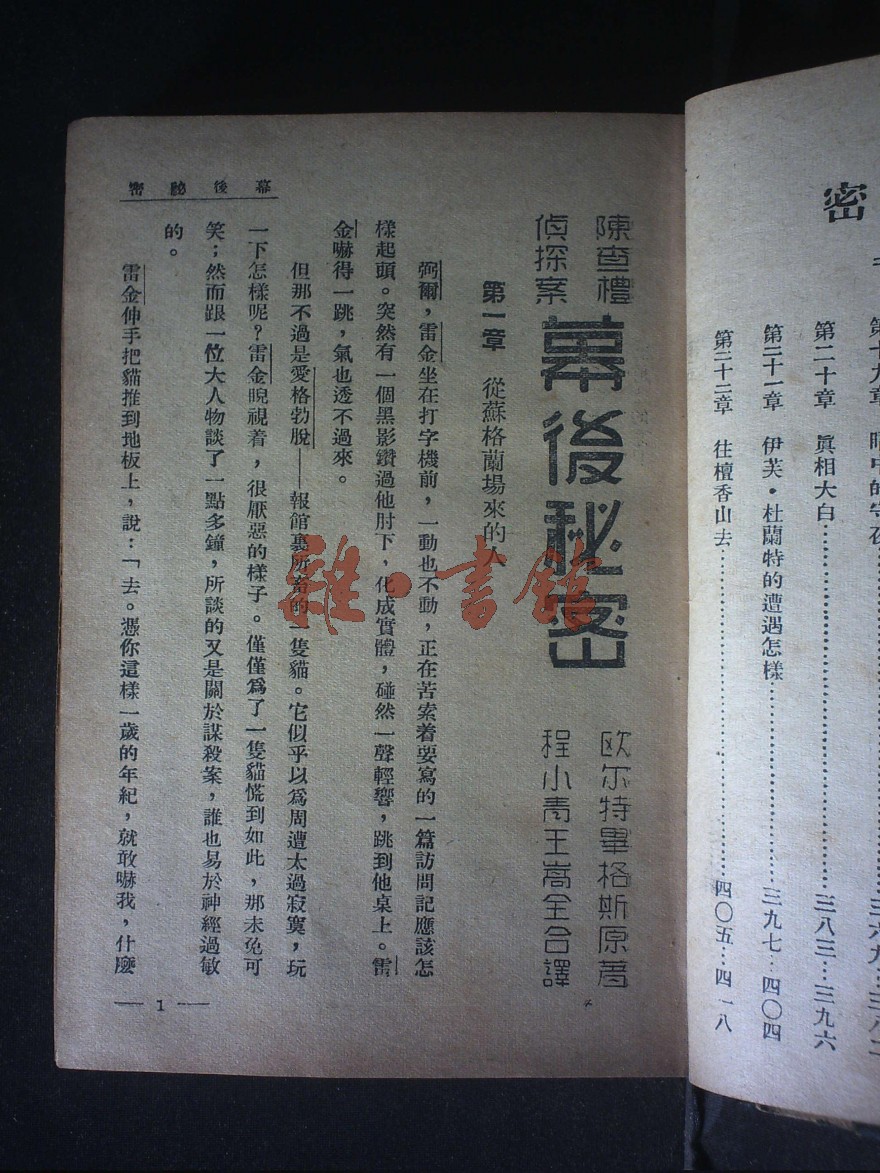 密
第二十章 眞相大白……三八三…三九六
第二十一章 伊芙・杜蘭特的遭遇怎樣……三九七…四〇四
第二十二章 往檀香山去……四〇五…四一八
陳查禮
偵探案
幕後秘密
歐尔特畢格斯原著
程小青王嵩全合譯
第一章 從蘇格蘭塲來的人
弼爾，雷金坐在打字機前，一動也不動，正在苦索着要寫的一篇訪問記應該怎
樣起頭。突然有一個黑影鑽過他肘下，化成實體，碰然一聲輕響，跳到他桌上。雷
金嚇得一跳，氣也透不過來。
但那不過是愛格勃脫——報館裏所畜的一隻貓。它似乎以爲周遭太過寂寞，玩
一下怎樣呢？雷金睨視着，很厭惡的樣子。僅僅爲了一隻貓慌到如此，那未免可
笑；然而跟一位大人物談了一點多鐘，所談的又是關於謀殺案，誰也易於神經過敏
的。
雷金伸手把貓推到地板上，說：「去。憑你這樣一歲的年紀，就敢嚇我，什麼
幕後秘密
— 1 —
雜・書館